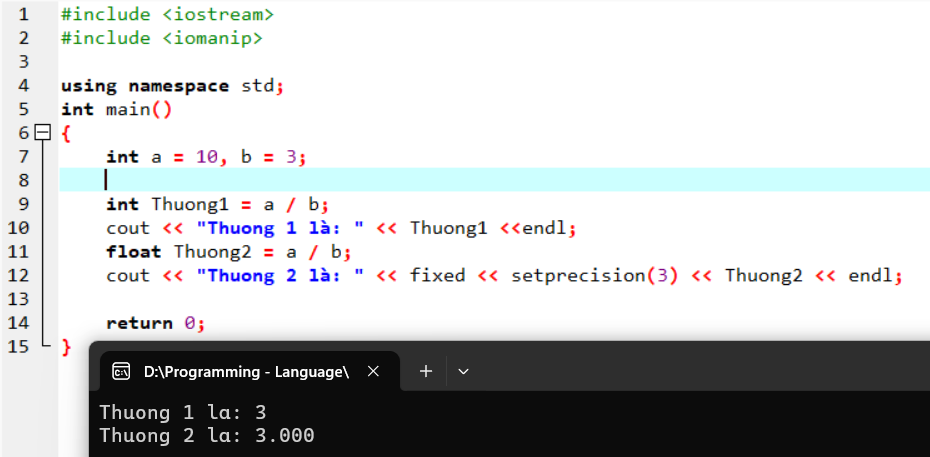 1 #include <iostream>
2 #include <iomanip>
3
4 using namespace std;
5 int main()
6 {
7 int a = 10, b = 3;
8
9 int Thuong1 = a / b;
10 cout << "Thuong 1 là: " << Thuong1 <<endl;
11 float Thuong2 = a / b;
12 cout << "Thuong 2 là: " << fixed << setprecision(3) << Thuong2 << endl;
13
14 return 0;
15 }
D:\Programming - Language\
Thuong 1 la: 3
Thuong 2 la: 3.000